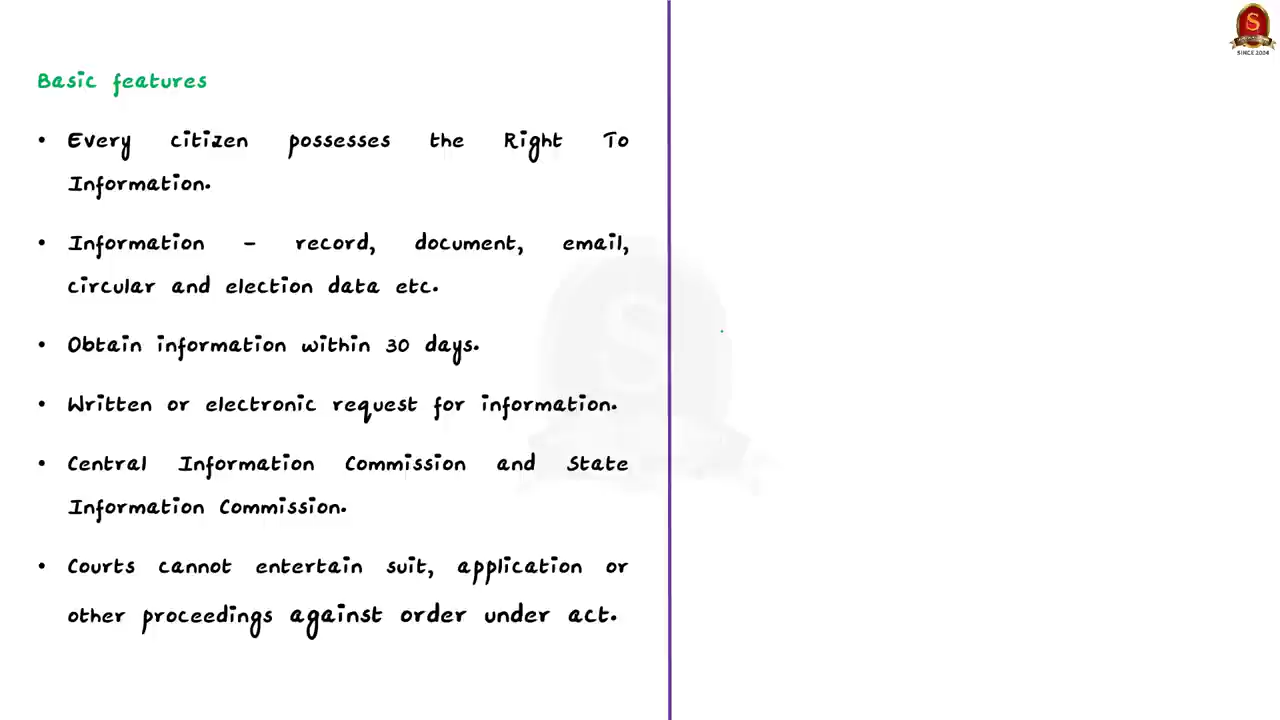 SINCE 2004
Basic features
• Every citizen possesses the Right To
Information.
• Information - record, document, email,
circular and election data etc.
• Obtain information within 30 days.
• Written or electronic request for information.
• Central Information Commission and State
Information Commission.
• Courts cannot entertain suit, application or
other proceedings against order under act.